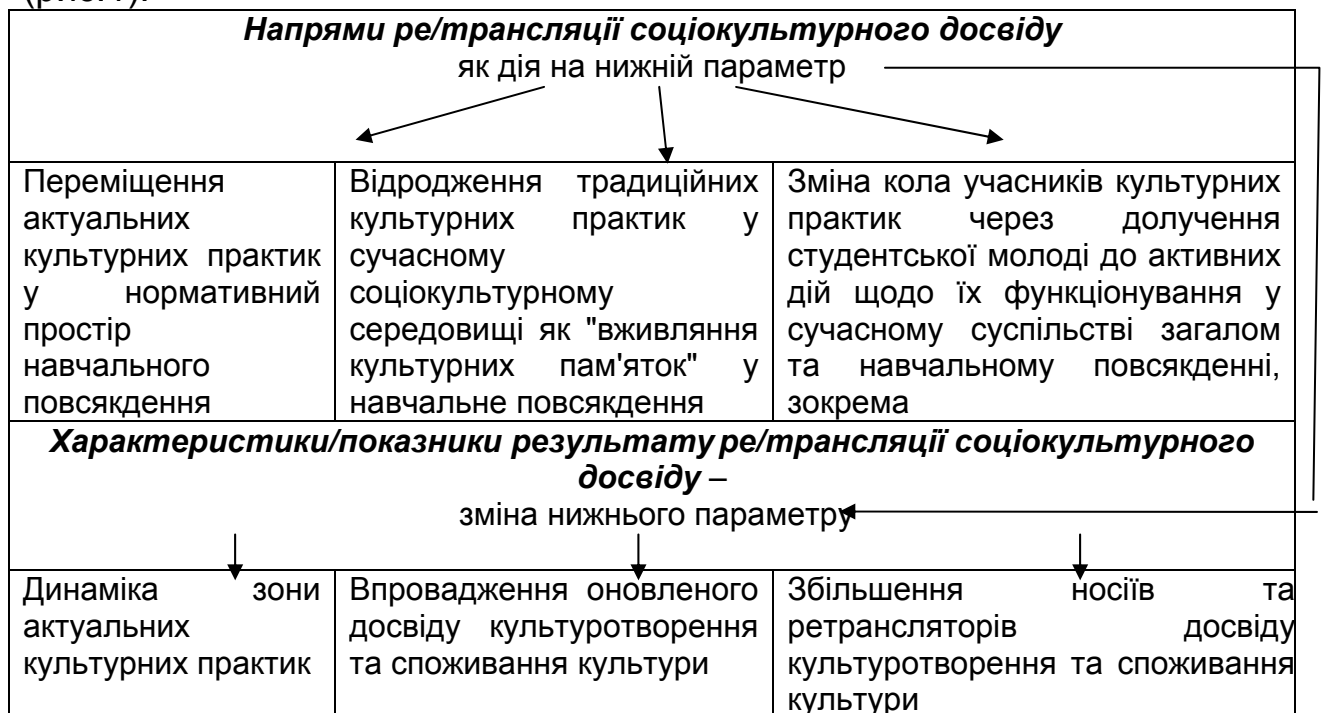 (рис.1).
Напрями ре/трансляції соціокультурного досвіду
як дія на нижній параметр
Переміщення
актуальних
культурних практик
у нормативний
простір
навчального
повсякдення
Відродження традиційних
культурних практик у
сучасному
соціокультурному
середовищі як "вживляння
культурних пам'яток" у
навчальне повсякдення
Зміна кола учасників культурних
практик через долучення
студентської молоді до активних
дій щодо їх функціонування у
сучасному суспільстві загалом
та навчальному повсякденні,
зокрема
Характеристики/показники результату ре/трансляції соціокультурного
досвіду –
зміна нижнього параметру
Динаміка зони
актуальних
культурних практик
Впровадження оновленого
досвіду культуротворення
та споживання культури
Збільшення носіїв та
ретрансляторів досвіду
культуротворення та споживання
культури